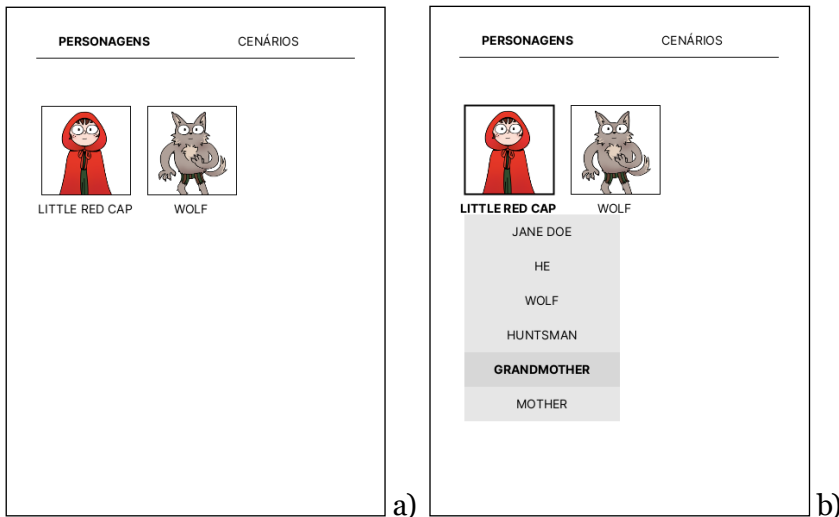 PERSONAGENS CENÁRIOS
LITTLE RED CAP WOLF
a)
PERSONAGENS CENÁRIOS
LITTLE RED CAP WOLF
JANE DOE
HE
WOLF
HUNTSMAN
GRANDMOTHER
MOTHER
b)